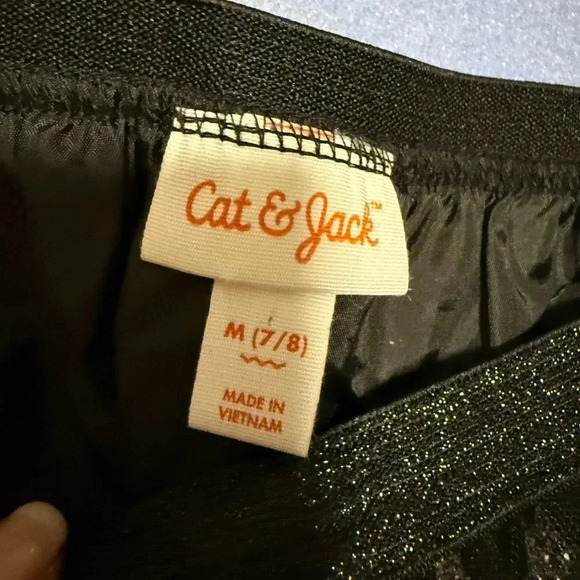 Cat & Jack™
M (7/8)
MADE IN
VIETNAM